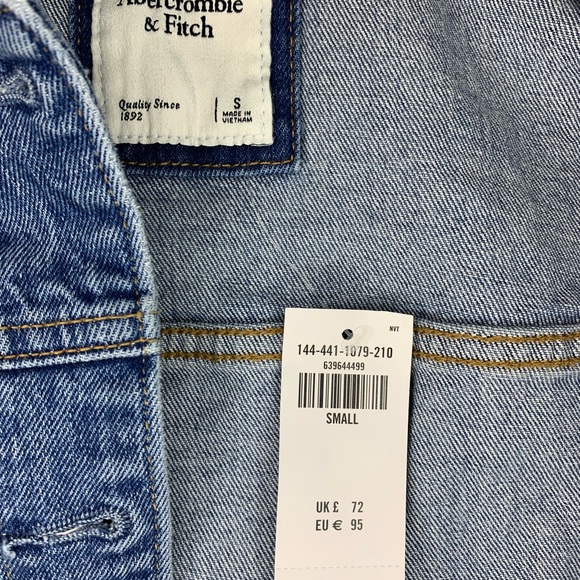 Abercrombie
& Fitch
Quality Since
1892
S
MADE IN
VIETNAM
NVT
144-441-1079-210
639644499
SMALL
UK £ 72
EU € 95